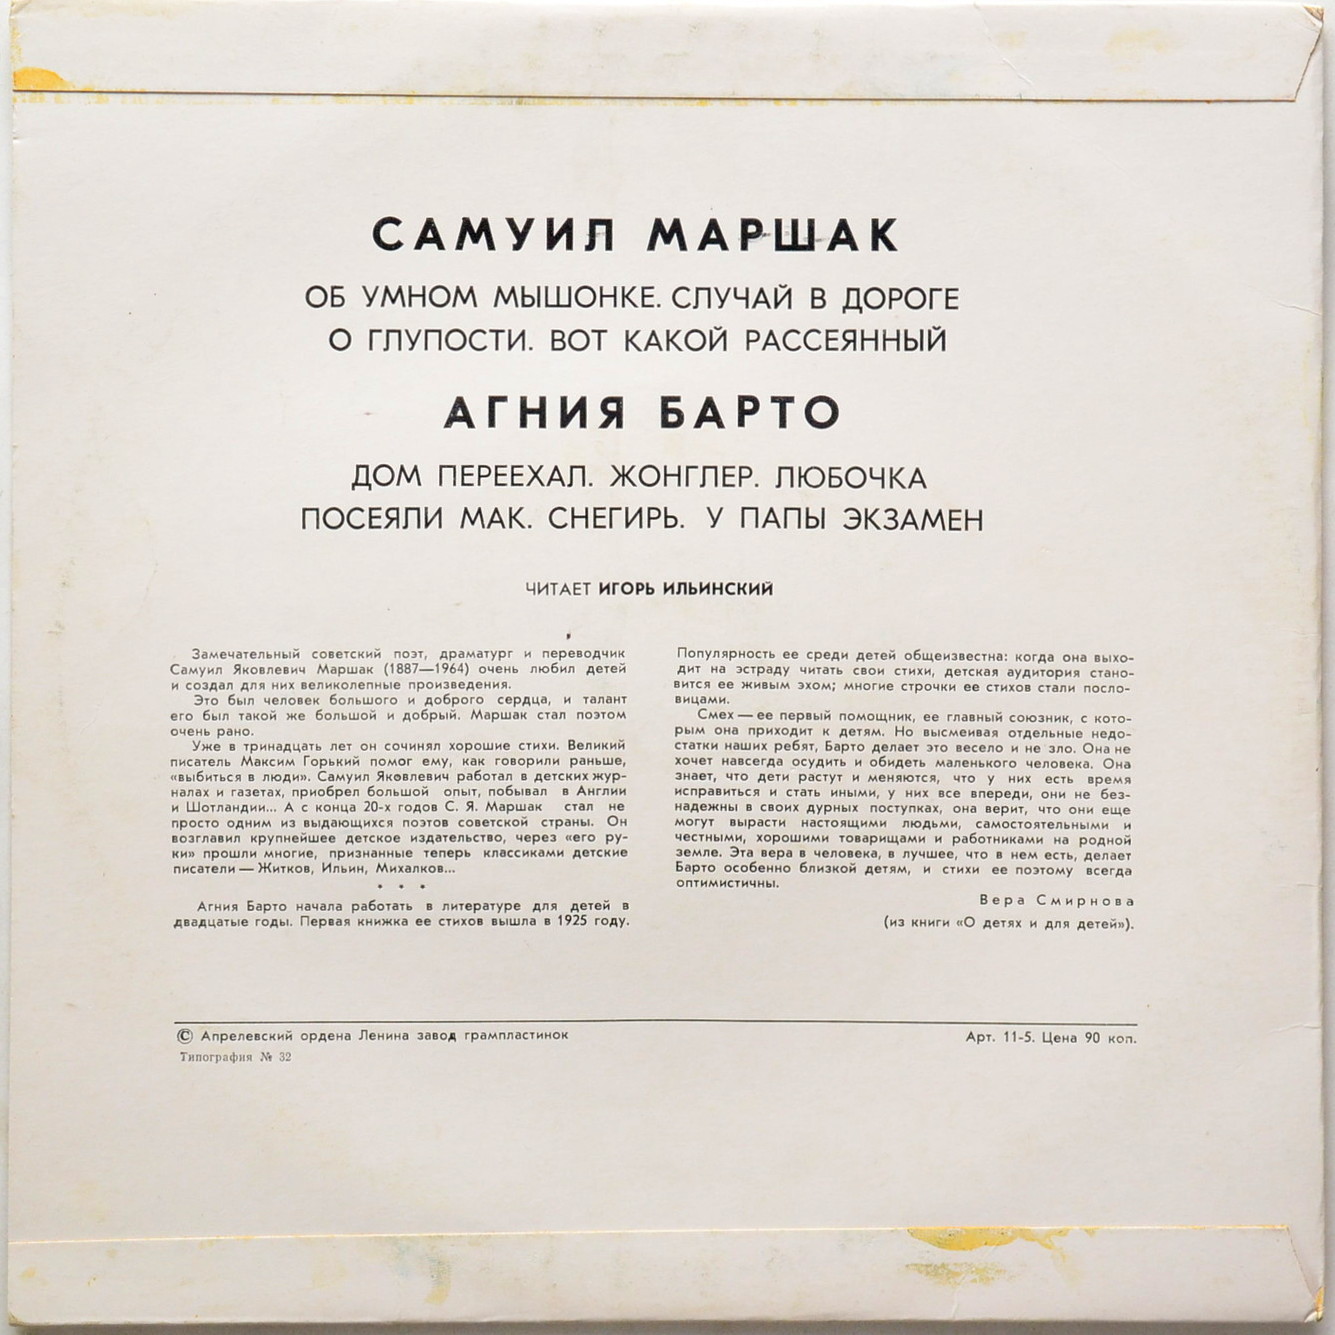 САМУИЛ МАРШАК
ОБ УМНОМ МЫШОНКЕ. СЛУЧАЙ В ДОРОГЕ
О ГЛУПОСТИ. ВОТ КАКОЙ РАССЕЯННЫЙ
АГНИЯ БАРТО
ДОМ ПЕРЕЕХАЛ. ЖОНГЛЕР. ЛЮБОЧКА
ПОСЕЯЛИ МАК. СНЕГИРЬ. У ПАПЫ ЭКЗАМЕН
ЧИТАЕТ ИГОРЬ ИЛЬИНСКИЙ
Замечательный советский поэт, драматург и переводчик
Самуил Яковлевич Маршак (1887—1964) очень любил детей
и создал для них великолепные произведения.
Это был человек большого и доброго сердца, и талант
его был такой же большой и добрый. Маршак стал поэтом
очень рано.
Уже в тринадцать лет он сочинял хорошие стихи. Великий
писатель Максим Горький помог ему, как говорили раньше,
«выбиться в люди». Самуил Яковлевич работал в детских жур-
налах и газетах, приобрел большой опыт, побывал в Англии
и Шотландии... А с конца 20-х годов С. Я. Маршак стал не
просто одним из выдающихся поэтов советской страны. Он
возглавил крупнейшее детское издательство, через «его ру-
ки» прошли многие, признанные теперь классиками детские
писатели — Житков, Ильин, Михалков...
* * *
Агния Барто начала работать в литературе для детей в
двадцатые годы. Первая книжка ее стихов вышла в 1925 году.
Популярность ее среди детей общеизвестна: когда она выхо-
дит на эстраду читать свои стихи, детская аудитория стано-
вится ее живым эхом; многие строчки ее стихов стали посло-
вицами.
Смех — ее первый помощник, ее главный союзник, с кото-
рым она приходит к детям. Но высмеивая отдельные недо-
статки наших ребят, Барто делает это весело и не зло. Она не
хочет навсегда осудить и обидеть маленького человека. Она
знает, что дети растут и меняются, что у них есть время
исправиться и стать иными, у них все впереди, они не без-
надежны в своих дурных поступках, она верит, что они еще
могут вырасти настоящими людьми, самостоятельными и
честными, хорошими товарищами и работниками на родной
земле. Эта вера в человека, в лучшее, что в нем есть, делает
Барто особенно близкой детям, и стихи ее поэтому всегда
оптимистичны.
Вера Смирнова
(из книги «О детях и для детей»).
© Апрелевский ордена Ленина завод грампластинок
Арт. 11-5. Цена 90 коп.
Типография № 32